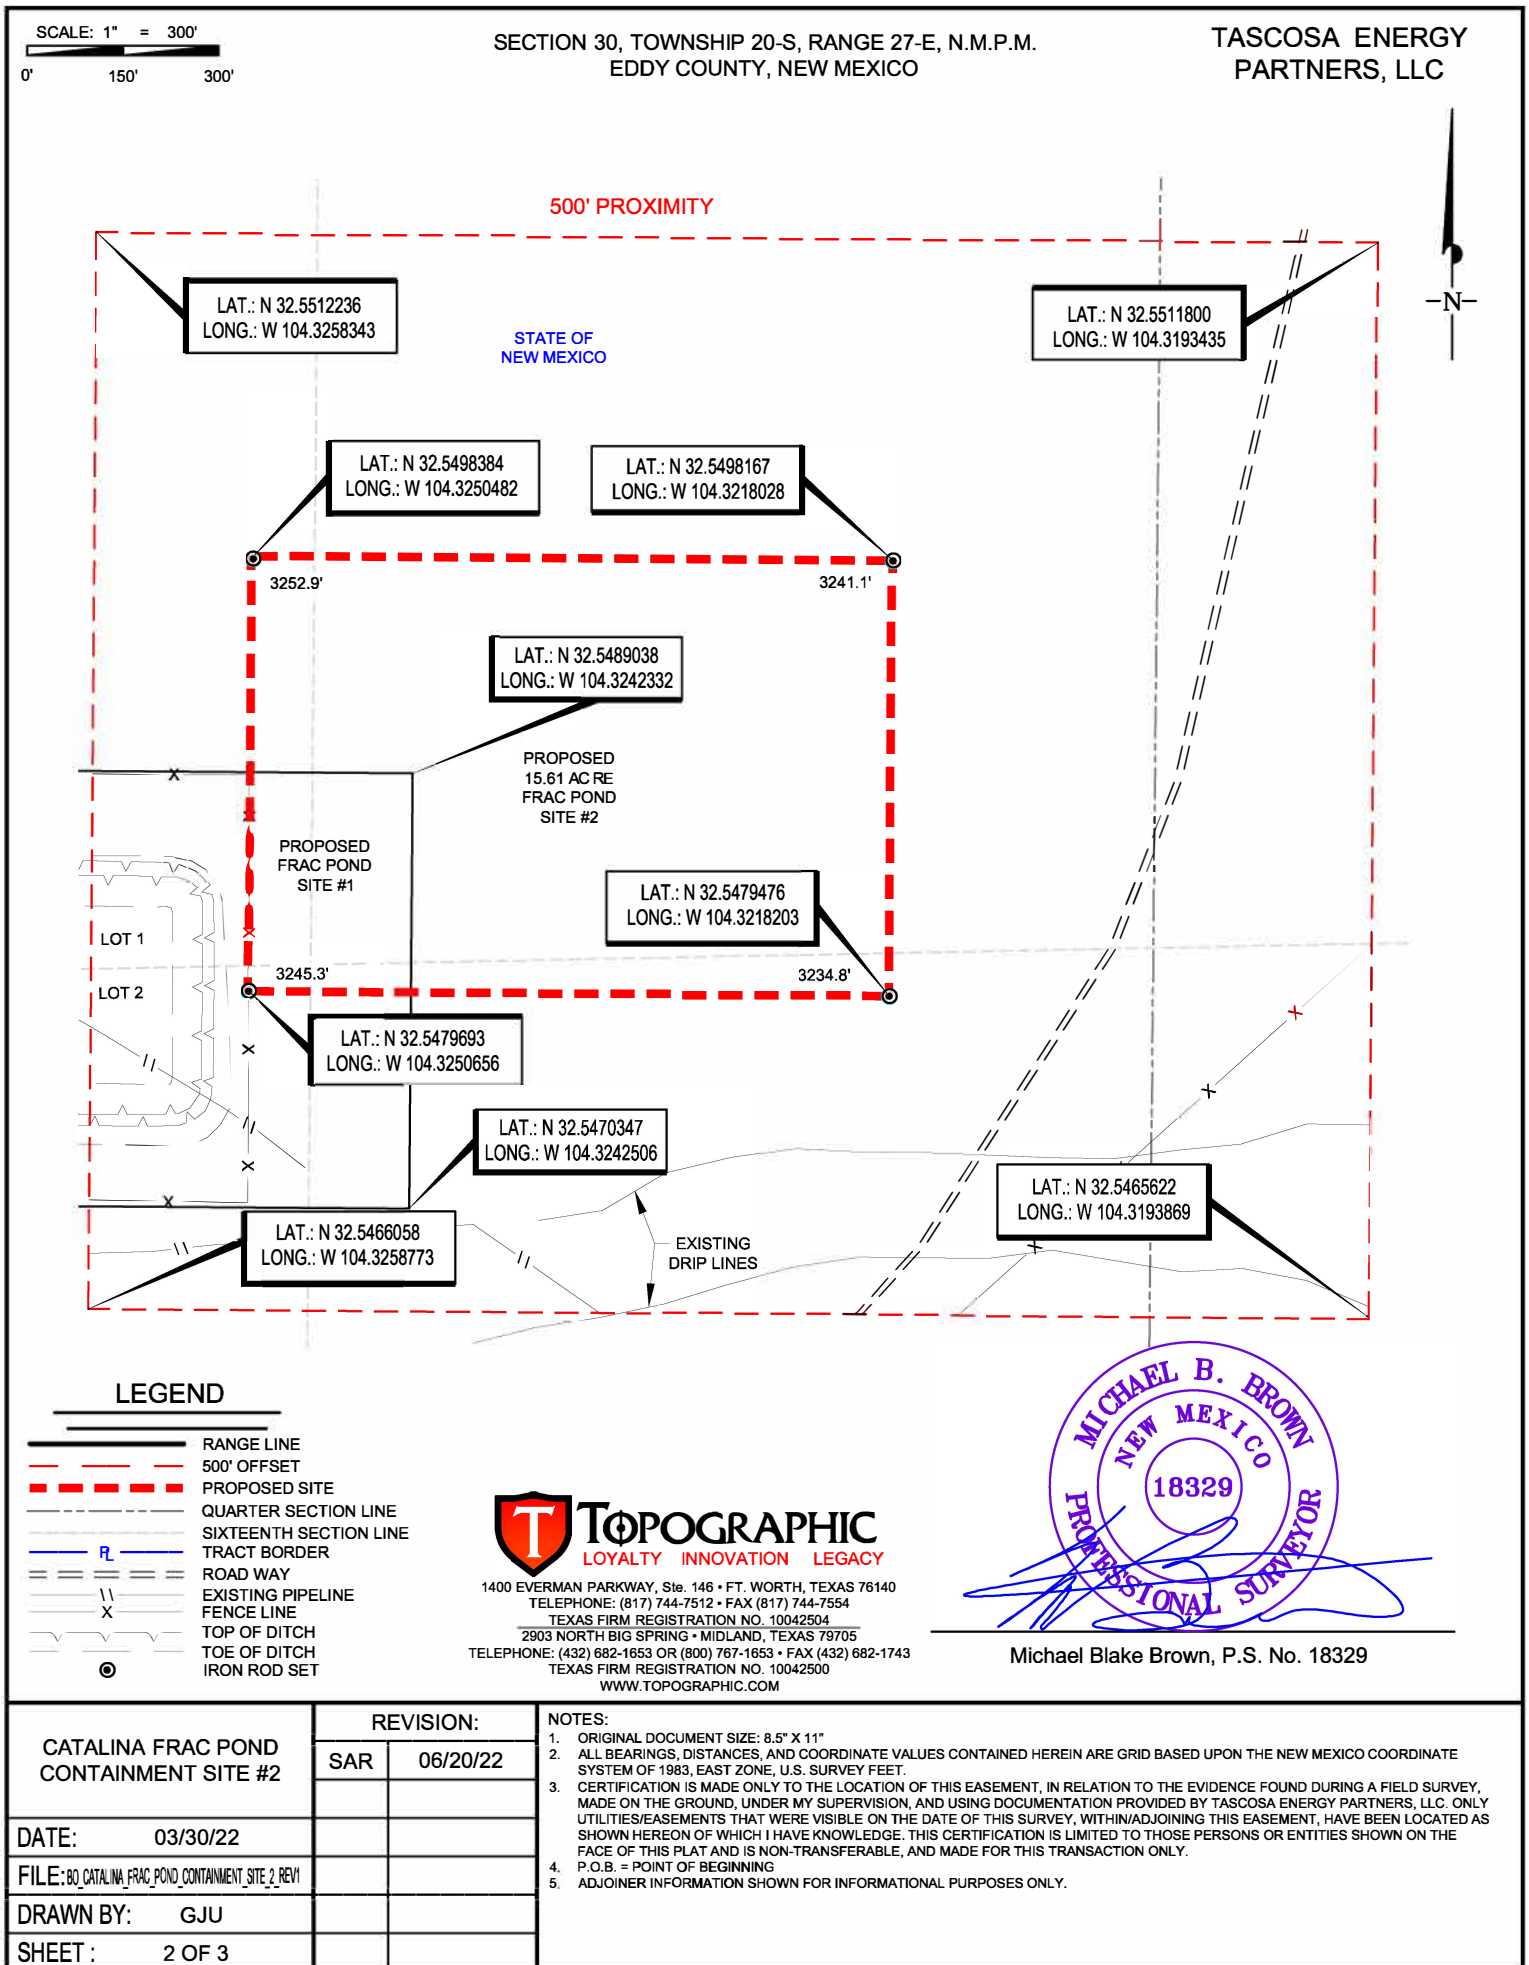 SCALE: 1" = 300'
0' 150' 300'
SECTION 30, TOWNSHIP 20-S, RANGE 27-E, N.M.P.M.
EDDY COUNTY, NEW MEXICO
TASCOSA ENERGY
PARTNERS, LLC
-N-
500' PROXIMITY
LAT.: N 32.5512236
LONG.: W 104.3258343
STATE OF
NEW MEXICO
LAT.: N 32.5511800
LONG.: W 104.3193435
LAT.: N 32.5498384
LONG.: W 104.3250482
LAT.: N 32.5498167
LONG.: W 104.3218028
3252.9'
3241.1'
LAT.: N 32.5489038
LONG.: W 104.3242332
PROPOSED
15.61 ACRE
FRAC POND
SITE #2
PROPOSED
FRAC POND
SITE #1
LAT.: N 32.5479476
LONG.: W 104.3218203
LOT 1
LOT 2
3245.3'
3234.8'
LAT.: N 32.5479693
LONG.: W 104.3250656
LAT.: N 32.5470347
LONG.: W 104.3242506
LAT.: N 32.5465622
LONG.: W 104.3193869
LAT.: N 32.5466058
LONG.: W 104.3258773
EXISTING
DRIP LINES
LEGEND
RANGE LINE
500' OFFSET
PROPOSED SITE
QUARTER SECTION LINE
SIXTEENTH SECTION LINE
PL TRACT BORDER
ROAD WAY
\\ EXISTING PIPELINE
X FENCE LINE
TOP OF DITCH
TOE OF DITCH
IRON ROD SET
T TOPOGRAPHIC
LOYALTY INNOVATION LEGACY
1400 EVERMAN PARKWAY, Ste. 146 • FT. WORTH, TEXAS 76140
TELEPHONE: (817) 744-7512 • FAX (817) 744-7554
TEXAS FIRM REGISTRATION NO. 10042504
2903 NORTH BIG SPRING • MIDLAND, TEXAS 79705
TELEPHONE: (432) 682-1653 OR (800) 767-1653 • FAX (432) 682-1743
TEXAS FIRM REGISTRATION NO. 10042500
WWW.TOPOGRAPHIC.COM
MICHAEL B. BROWN
NEW MEXICO
18329
PROFESSIONAL SURVEYOR
Michael Blake Brown, P.S. No. 18329
CATALINA FRAC POND
CONTAINMENT SITE #2
REVISION:
SAR 06/20/22
DATE: 03/30/22
FILE: BO_CATALINA_FRAC_POND_CONTAINMENT_SITE_2_REV1
DRAWN BY: GJU
SHEET : 2 OF 3
NOTES:
1. ORIGINAL DOCUMENT SIZE: 8.5" X 11"
2. ALL BEARINGS, DISTANCES, AND COORDINATE VALUES CONTAINED HEREIN ARE GRID BASED UPON THE NEW MEXICO COORDINATE
SYSTEM OF 1983, EAST ZONE, U.S. SURVEY FEET.
3. CERTIFICATION IS MADE ONLY TO THE LOCATION OF THIS EASEMENT, IN RELATION TO THE EVIDENCE FOUND DURING A FIELD SURVEY,
MADE ON THE GROUND, UNDER MY SUPERVISION, AND USING DOCUMENTATION PROVIDED BY TASCOSA ENERGY PARTNERS, LLC. ONLY
UTILITIES/EASEMENTS THAT WERE VISIBLE ON THE DATE OF THIS SURVEY, WITHIN/ADJOINING THIS EASEMENT, HAVE BEEN LOCATED AS
SHOWN HEREON OF WHICH I HAVE KNOWLEDGE. THIS CERTIFICATION IS LIMITED TO THOSE PERSONS OR ENTITIES SHOWN ON THE
FACE OF THIS PLAT AND IS NON-TRANSFERABLE, AND MADE FOR THIS TRANSACTION ONLY.
4. P.O.B. = POINT OF BEGINNING
5. ADJOINER INFORMATION SHOWN FOR INFORMATIONAL PURPOSES ONLY.